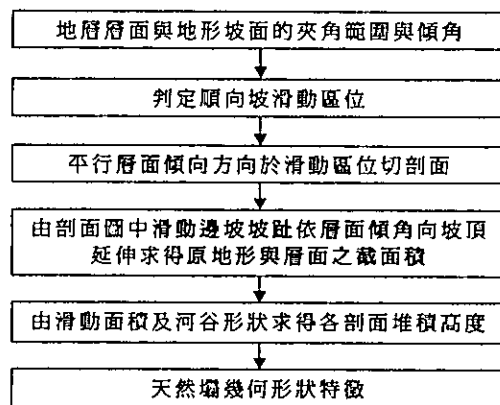 地層層面與地形坡面的夾角範圍與傾角
判定順向坡滑動區位
平行層面傾向方向於滑動區位切剖面
由剖面圖中滑動邊坡坡趾依層面傾角向坡頂
延伸求得原地形與層面之截面積
由滑動面積及河谷形狀求得各剖面堆積高度
天然壩幾何形狀特徵